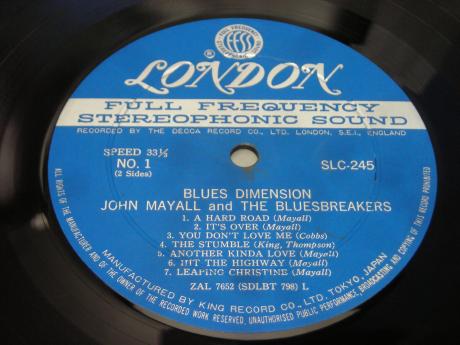 FULL FREQUENCY
STEREOPHONIC SOUND
ffss
LONDON
®
FULL FREQUENCY
STEREOPHONIC SOUND
RECORDED BY THE DECCA RECORD CO., LTD. LONDON, S.E.I., ENGLAND
SPEED 33⅓
NO. 1
(2 Sides)
SLC-245
BLUES DIMENSION
JOHN MAYALL and THE BLUESBREAKERS
1. A HARD ROAD (Mayall)
2. IT'S OVER (Mayall)
3. YOU DON'T LOVE ME (Cobbs)
4. THE STUMBLE (King, Thompson)
5. ANOTHER KINDA LOVE (Mayall)
6. HIT THE HIGHWAY (Mayall)
7. LEAPING CHRISTINE (Mayall)
ZAL 7652 (SDLBT 798) L
MANUFACTURED BY KING RECORD CO., LTD., TOKYO, JAPAN
ALL RIGHTS OF THE MANUFACTURER AND OF THE OWNER OF THE RECORDED WORK RESERVED, UNAUTHORISED PUBLIC PERFORMANCE, BROADCASTING AND COPYING OF THIS RECORD PROHIBITED